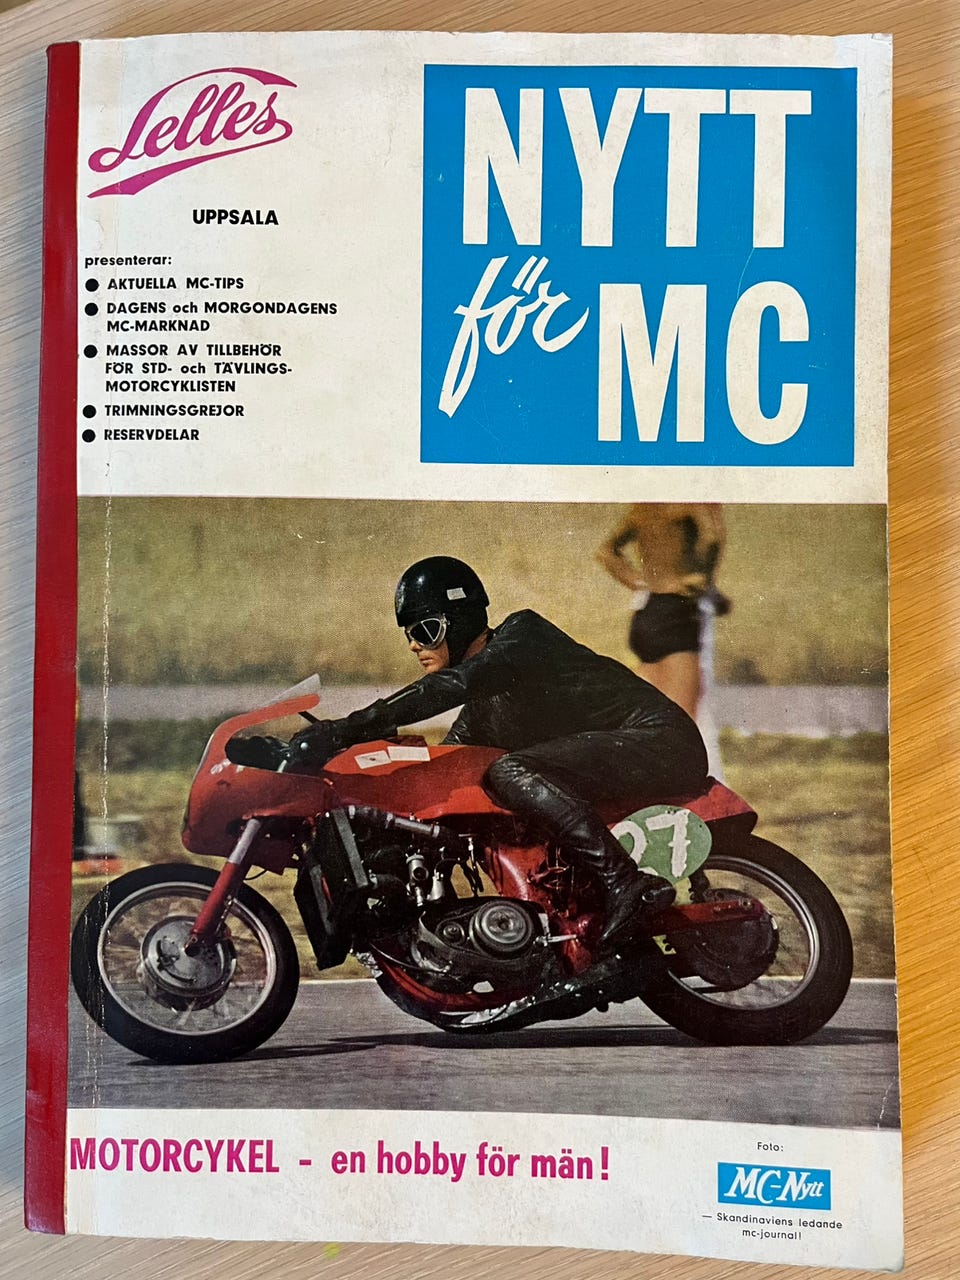 Lelles
UPPSALA
presenterar:
● AKTUELLA MC-TIPS
● DAGENS och MORGONDAGENS
MC-MARKNAD
● MASSOR AV TILLBEHÖR
FÖR STD- och TÄVLINGS-
MOTORCYKLISTEN
● TRIMNINGSGREJOR
● RESERVDELAR
NYTT
för MC
27
MOTORCYKEL - en hobby för män!
Foto:
MC-Nytt
— Skandinaviens ledande
mc-journal!